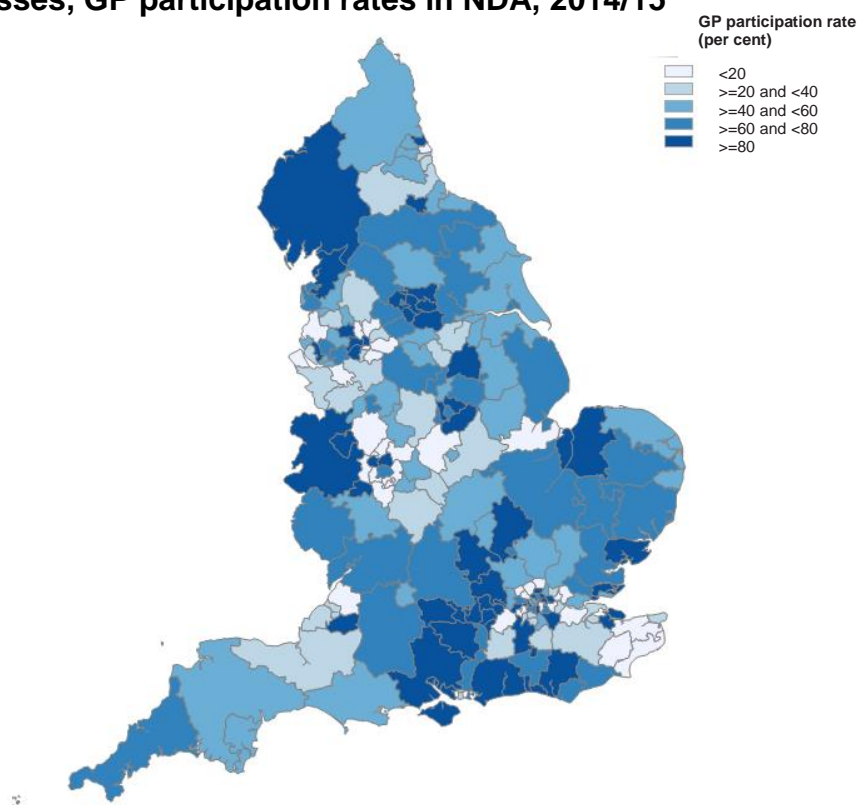 GP participation rates in NDA, 2014/15
GP participation rate
(per cent)
<20
>=20 and <40
>=40 and <60
>=60 and <80
>=80